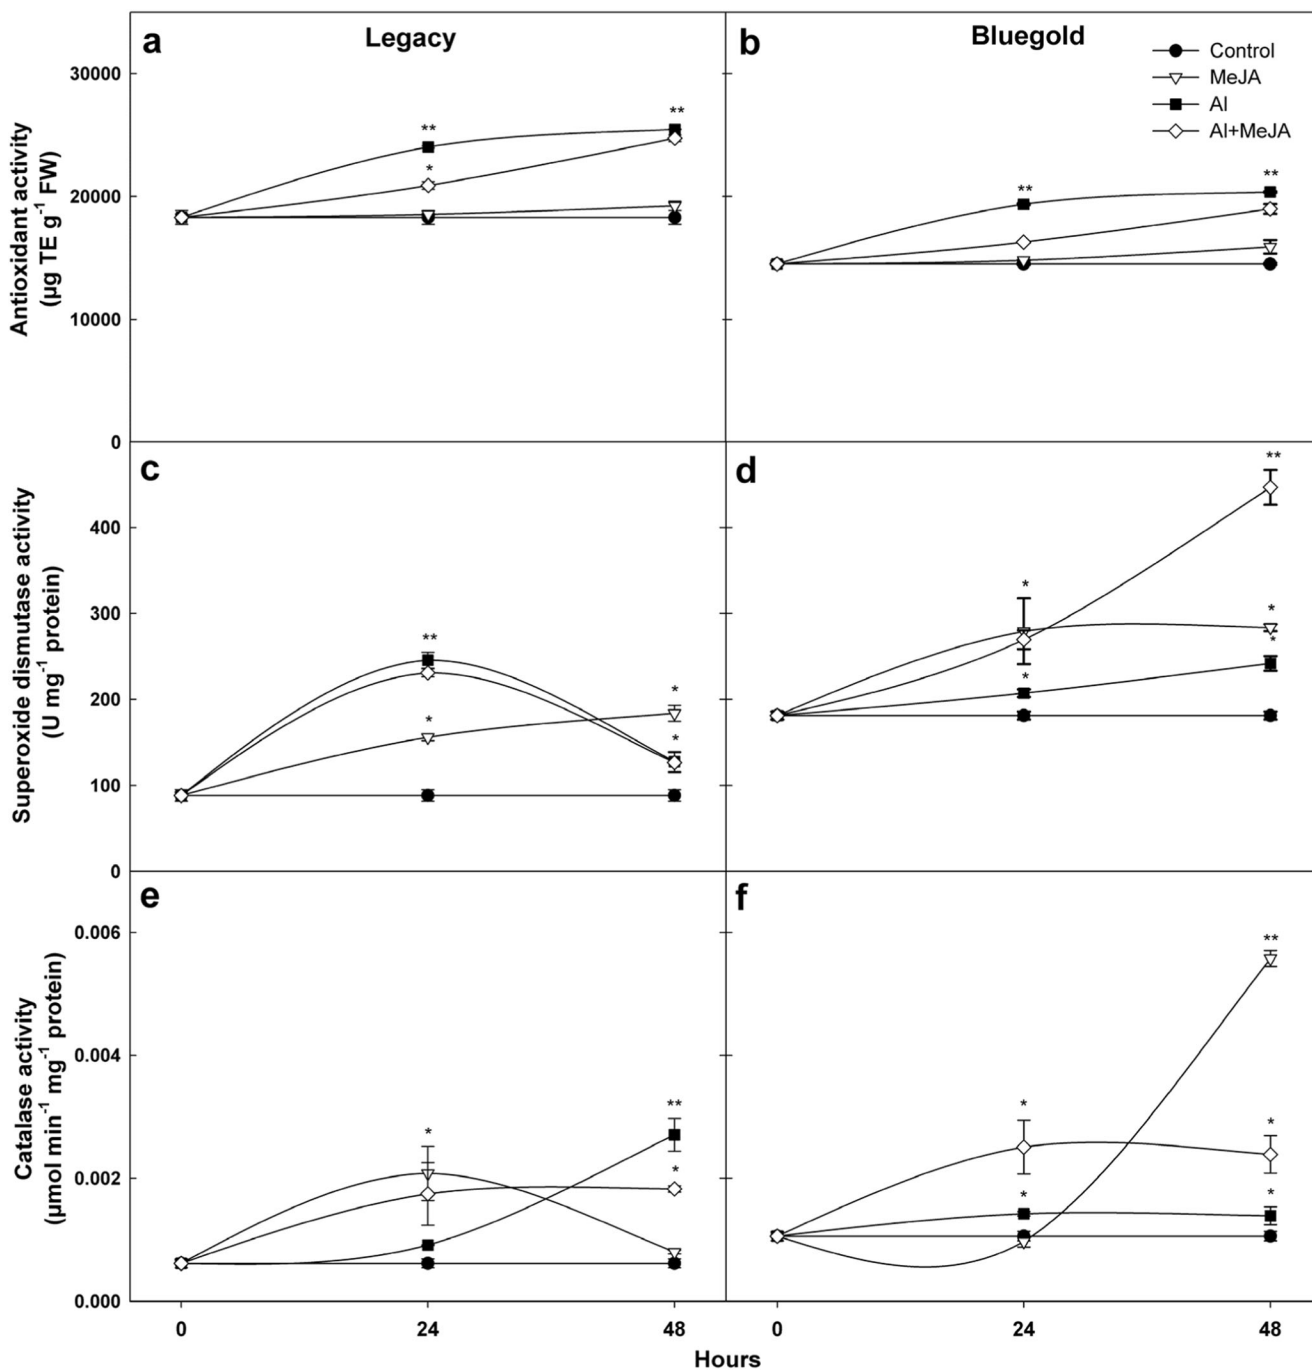 a
Legacy
b
Bluegold
Control
MeJA
Al
Al+MeJA
Antioxidant activity
(µg TE g⁻¹ FW)
30000
20000
10000
0
**
*
**
**
**
c
d
Superoxide dismutase activity
(U mg⁻¹ protein)
400
300
200
100
0
**
*
*
*
*
*
**
*
*
e
f
Catalase activity
(µmol min⁻¹ mg⁻¹ protein)
0.006
0.004
0.002
0.000
*
**
*
*
*
**
*
*
0
24
48
0
24
48
Hours